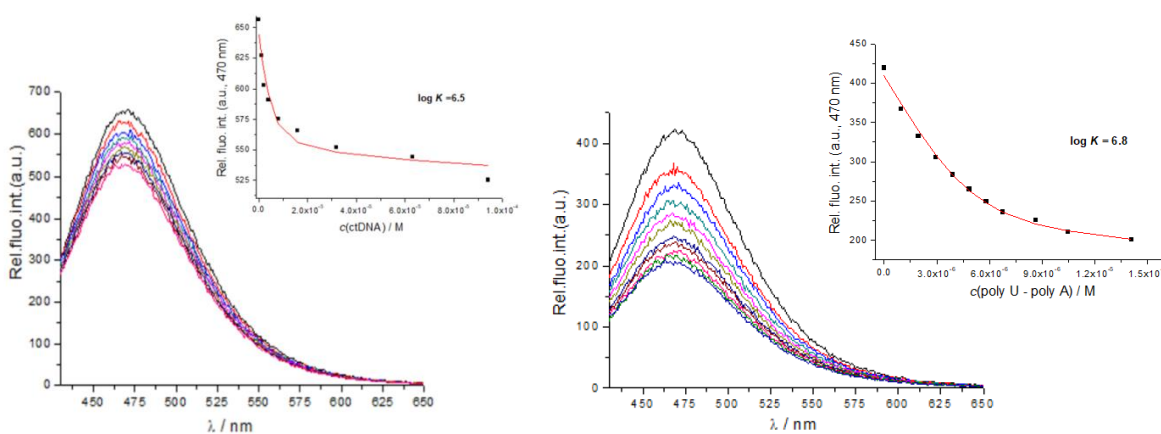 650
625
600
575
550
525
Rel. fluo. int. (a.u., 470 nm)
log K =6.5
0.0
2.0x10⁻⁵
4.0x10⁻⁵
6.0x10⁻⁵
8.0x10⁻⁵
1.0x10⁻⁴
c(ctDNA) / M
700
600
500
400
300
200
100
0
Rel.fluo.int.(a.u.)
450
475
500
525
550
575
600
625
650
λ / nm
450
400
350
300
250
200
Rel. fluo. int. (a.u., 470 nm)
log K = 6.8
0.0
3.0x10⁻⁶
6.0x10⁻⁶
9.0x10⁻⁶
1.2x10⁻⁵
1.5x10
c(poly U - poly A) / M
400
300
200
100
0
Rel.fluo.int.(a.u.)
450
475
500
525
550
575
600
625
650
λ / nm